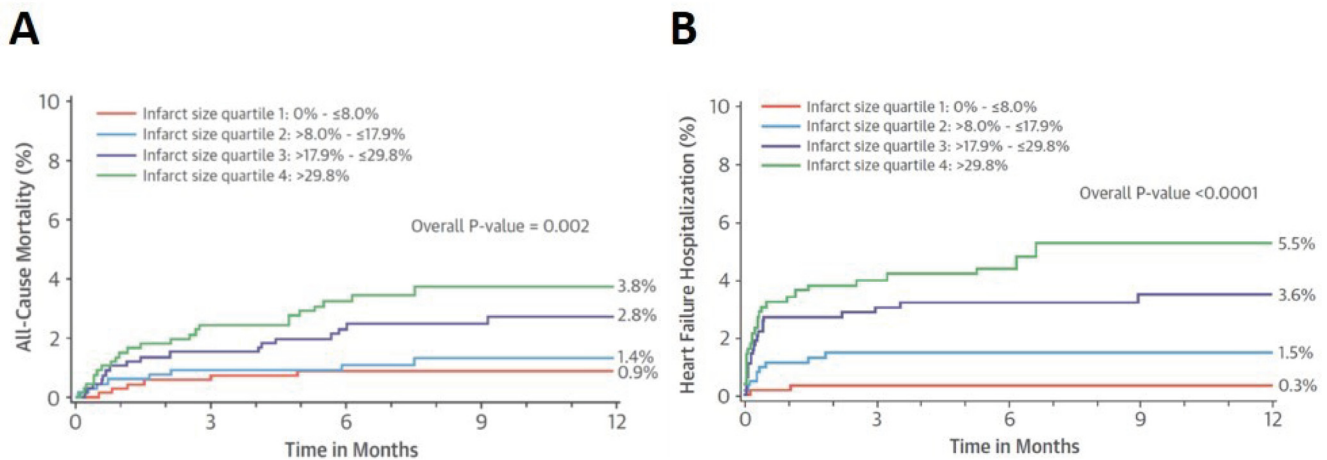 A
All-Cause Mortality (%)
10
8
6
4
2
0
Infarct size quartile 1: 0% - ≤8.0%
Infarct size quartile 2: >8.0% - ≤17.9%
Infarct size quartile 3: >17.9% - ≤29.8%
Infarct size quartile 4: >29.8%
Overall P-value = 0.002
3.8%
2.8%
1.4%
0.9%
0 3 6 9 12
Time in Months
B
Heart Failure Hospitalization (%)
10
8
6
4
2
0
Infarct size quartile 1: 0% - ≤8.0%
Infarct size quartile 2: >8.0% - ≤17.9%
Infarct size quartile 3: >17.9% - ≤29.8%
Infarct size quartile 4: >29.8%
Overall P-value <0.0001
5.5%
3.6%
1.5%
0.3%
0 3 6 9 12
Time in Months